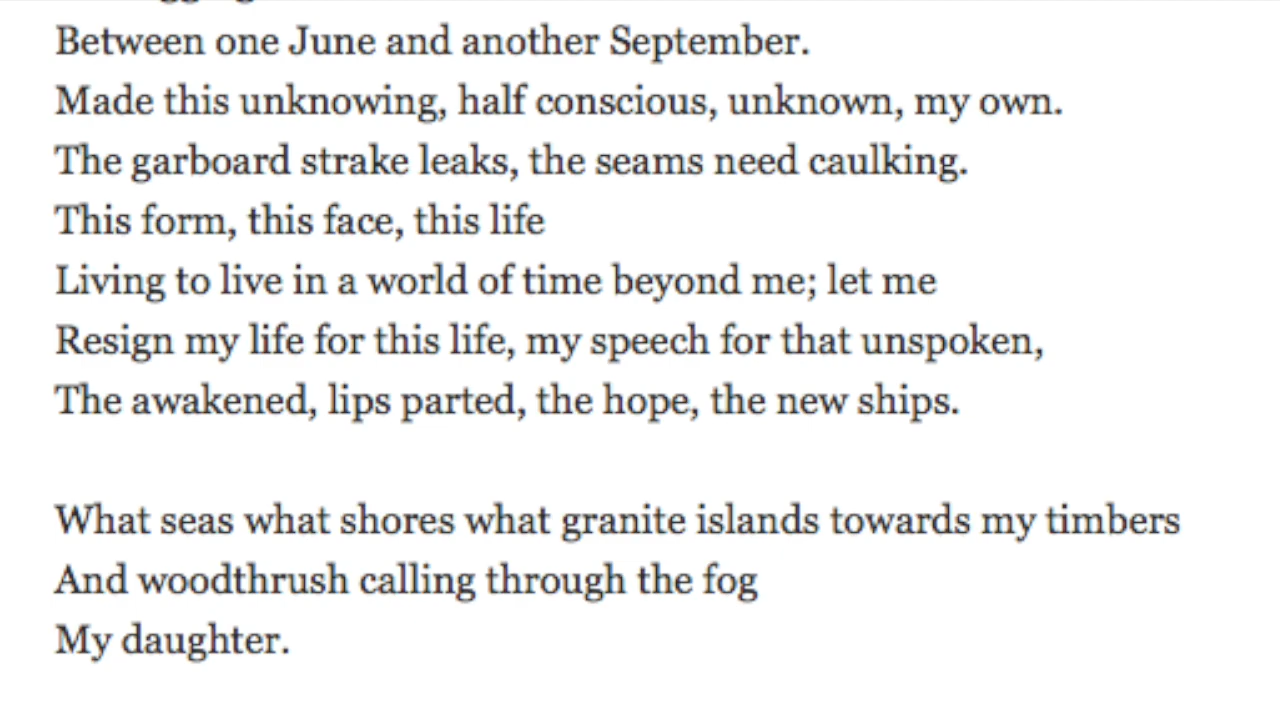 Between one June and another September.
Made this unknowing, half conscious, unknown, my own.
The garboard strake leaks, the seams need caulking.
This form, this face, this life
Living to live in a world of time beyond me; let me
Resign my life for this life, my speech for that unspoken,
The awakened, lips parted, the hope, the new ships.
What seas what shores what granite islands towards my timbers
And woodthrush calling through the fog
My daughter.